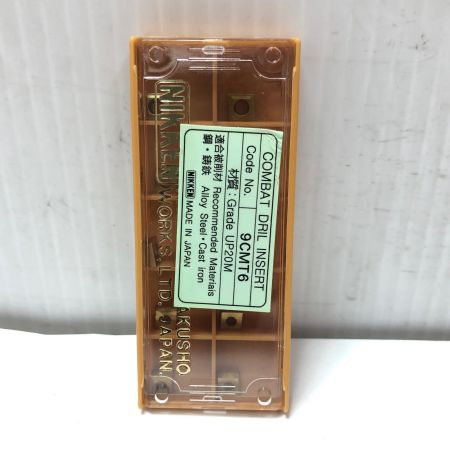 COMBAT DRIL INSERT
Code No. 9CMT6
材質：Grade UP20M
適合被削材 Recommended Materials
鋼・鋳鉄 Alloy Steel・Cast iron
NIKKEN MADE IN JAPAN
NIKKEN
AKUSHO
WORKS, LTD. JAPAN.